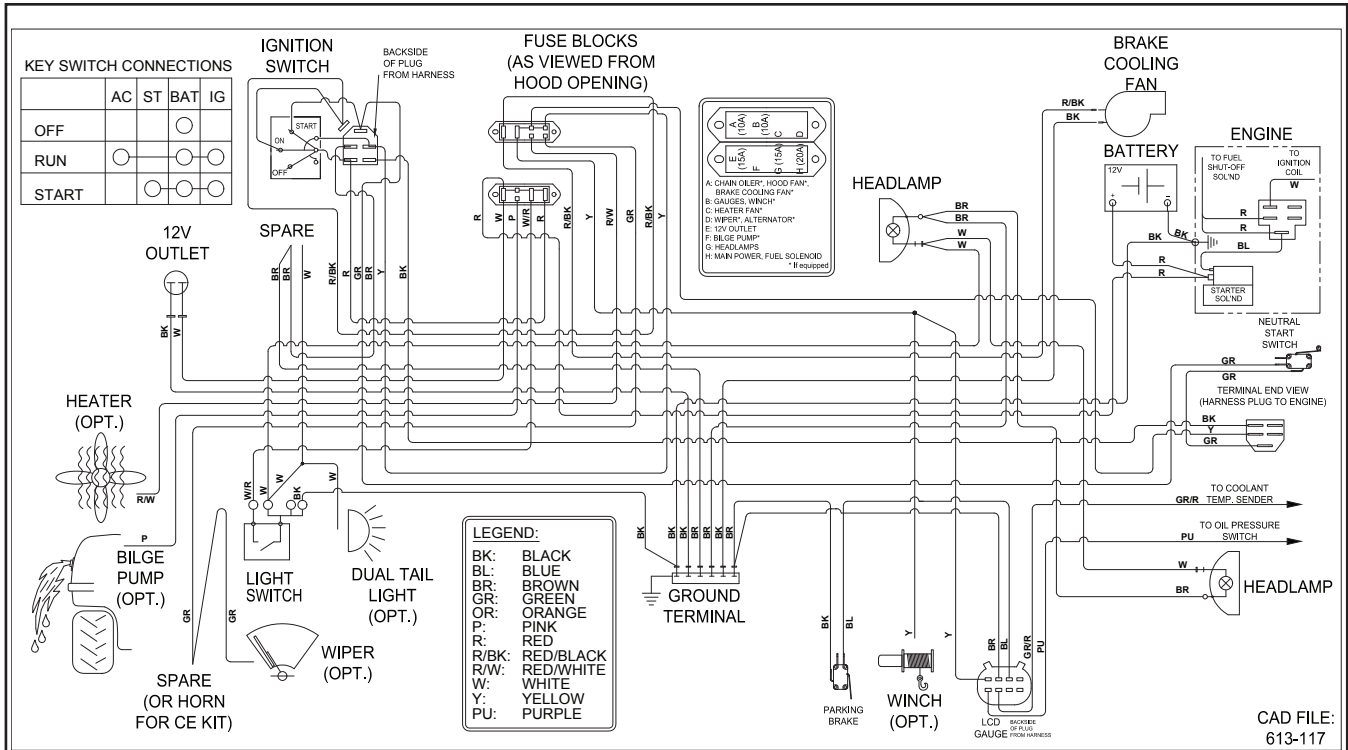 KEY SWITCH CONNECTIONS
AC ST BAT IG
OFF
RUN
START
IGNITION
SWITCH
BACKSIDE
OF PLUG
FROM HARNESS
START
ON
OFF
FUSE BLOCKS
(AS VIEWED FROM
HOOD OPENING)
A
(10A)
B
(10A)
C
D
E
(15A)
F
G (15A)
H (20A)
A: CHAIN OILER*, HOOD FAN*,
BRAKE COOLING FAN*
B: GAUGES, WINCH*
C: HEATER FAN*
D: WIPER*, ALTERNATOR*
E: 12V OUTLET
F: BILGE PUMP*
G: HEADLAMPS
H: MAIN POWER, FUEL SOLENOID
* If equipped
BRAKE
COOLING
FAN
R/BK
BK
BATTERY
12V
+
-
ENGINE
TO FUEL
SHUT-OFF
SOL'ND
TO
IGNITION
COIL
W
R
R
BL
BK
BK
R
R
STARTER
SOL'ND
HEADLAMP
BR
BR
W
W
12V
OUTLET
BK
W
SPARE
BR
BR
W
R/BK
R
GR
BR
Y
BK
R
W
P
W/R
R
R/BK
Y
R/W
GR
R/BK
Y
NEUTRAL
START
SWITCH
GR
GR
TERMINAL END VIEW
(HARNESS PLUG TO ENGINE)
BK
Y
GR
HEATER
(OPT.)
R/W
P
BILGE
PUMP
(OPT.)
W/R
W
W
BK
W
LIGHT
SWITCH
DUAL TAIL
LIGHT
(OPT.)
GR
GR
SPARE
(OR HORN
FOR CE KIT)
WIPER
(OPT.)
LEGEND:
BK: BLACK
BL: BLUE
BR: BROWN
GR: GREEN
OR: ORANGE
P: PINK
R: RED
R/BK: RED/BLACK
R/W: RED/WHITE
W: WHITE
Y: YELLOW
PU: PURPLE
BK
BK
BK
BR
BR
BK
BR
GROUND
TERMINAL
BK
BL
PARKING
BRAKE
Y
WINCH
(OPT.)
Y
BR
BL
GR/R
PU
LCD
GAUGE
BACKSIDE
OF PLUG
FROM HARNESS
TO COOLANT
GR/R TEMP. SENDER
TO OIL PRESSURE
PU SWITCH
W
BR
HEADLAMP
CAD FILE:
613-117